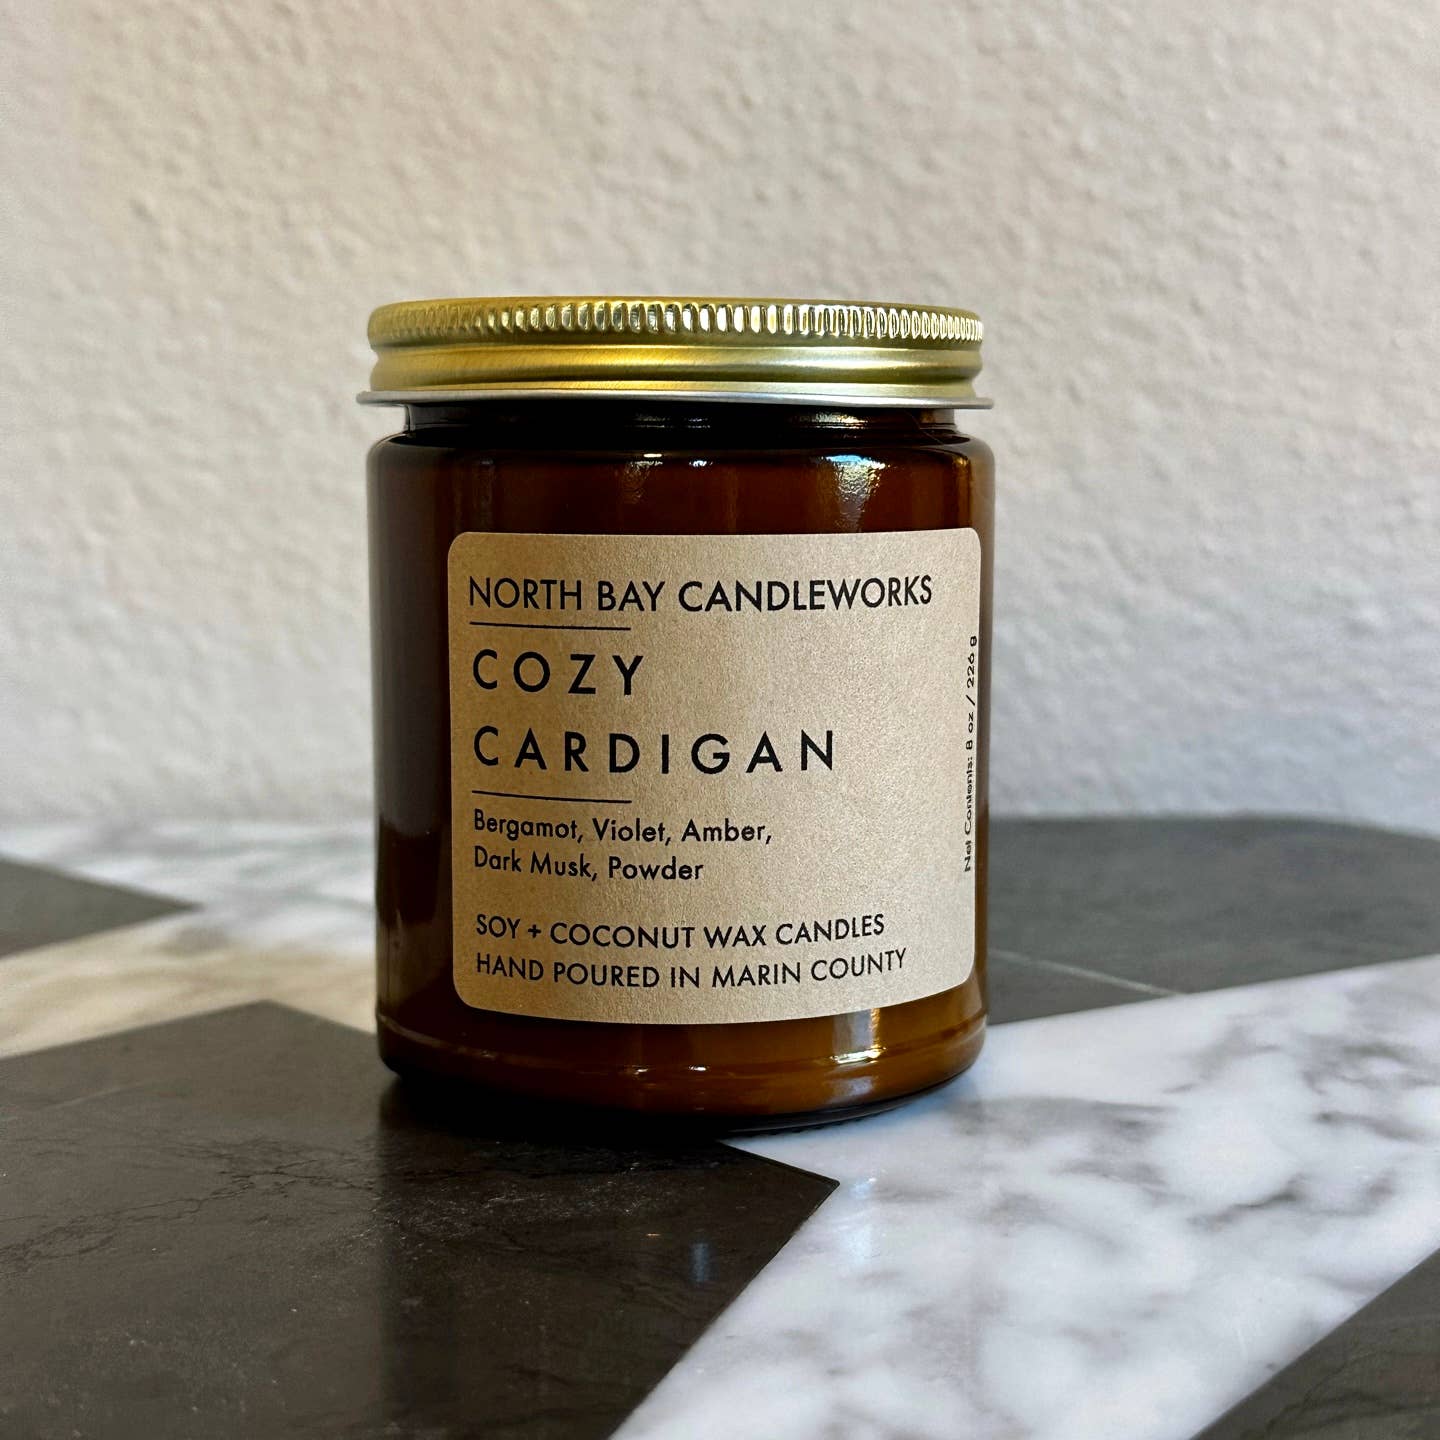 NORTH BAY CANDLEWORKS
COZY
CARDIGAN
Bergamot, Violet, Amber,
Dark Musk, Powder
SOY + COCONUT WAX CANDLES
HAND POURED IN MARIN COUNTY
Net Contents: 8 oz / 226 g